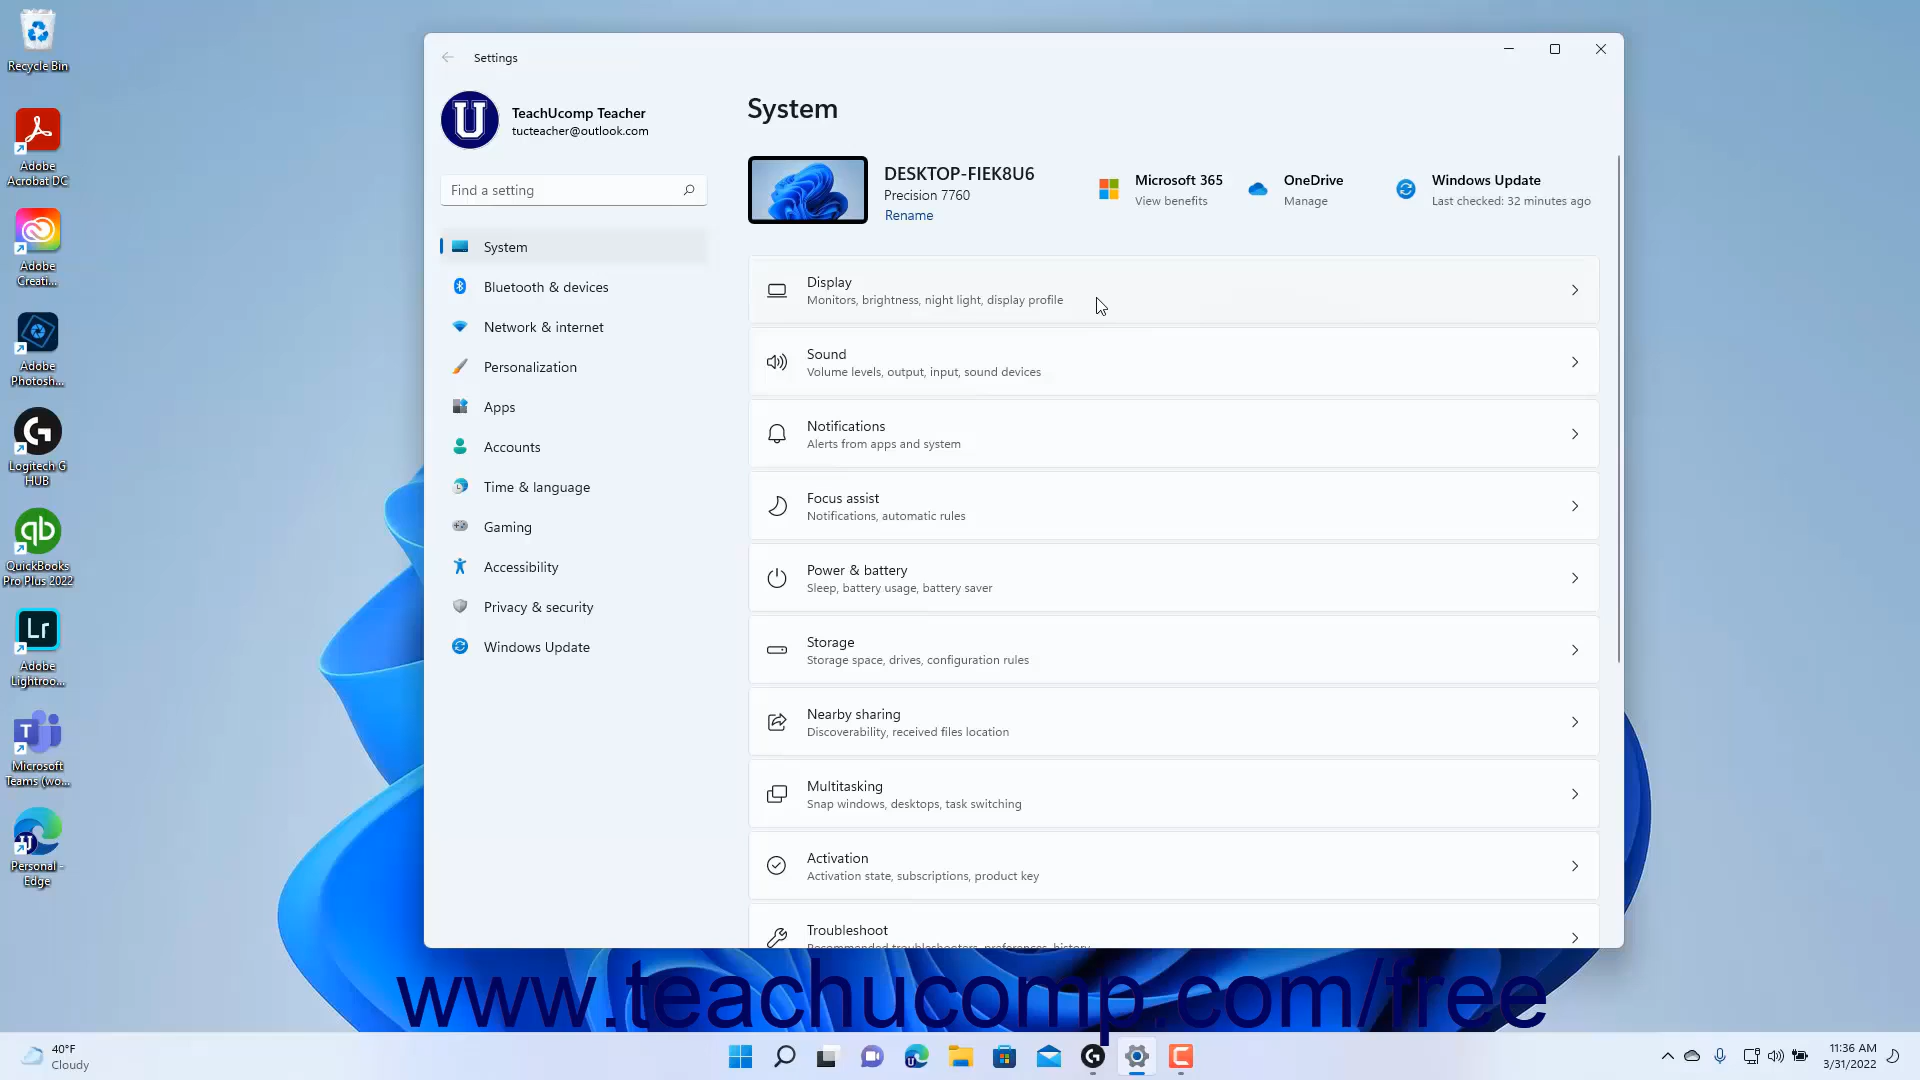 Recycle Bin
Adobe
Acrobat DC
Adobe
Creati...
Adobe
Photosh...
Logitech G
HUB
QuickBooks
Pro Plus 2022
Lr
Adobe
Lightroo...
Microsoft
Teams (wo...
Personal -
Edge
Settings
TeachUcomp Teacher
tucteacher@outlook.com
Find a setting
System
Bluetooth & devices
Network & internet
Personalization
Apps
Accounts
Time & language
Gaming
Accessibility
Privacy & security
Windows Update
System
DESKTOP-FIEK8U6
Precision 7760
Rename
Microsoft 365
View benefits
OneDrive
Manage
Windows Update
Last checked: 32 minutes ago
Display
Monitors, brightness, night light, display profile
Sound
Volume levels, output, input, sound devices
Notifications
Alerts from apps and system
Focus assist
Notifications, automatic rules
Power & battery
Sleep, battery usage, battery saver
Storage
Storage space, drives, configuration rules
Nearby sharing
Discoverability, received files location
Multitasking
Snap windows, desktops, task switching
Activation
Activation state, subscriptions, product key
Troubleshoot
Recommended troubleshooters, preferences, history
www.teachucomp.com/free
40°F
Cloudy
11:36 AM
3/31/2022